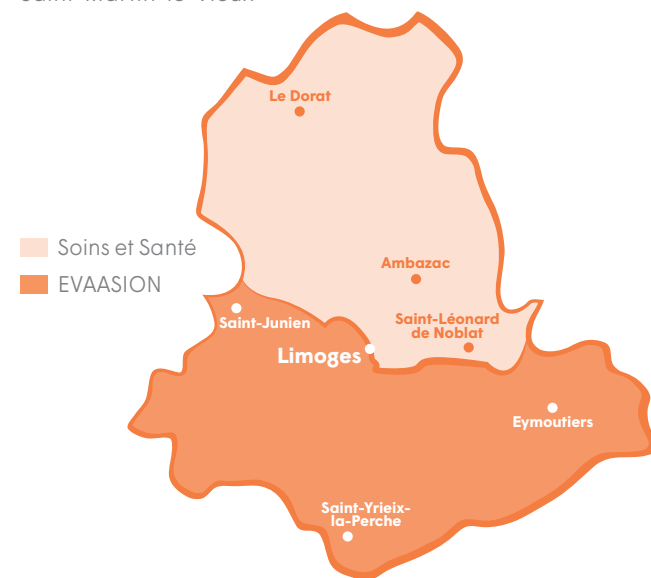 Le Dorat
Soins et Santé
Ambazac
EVAASION
Saint-Léonard
de Noblat
Saint-Junien
Limoges
Eymoutiers
Saint-Yrieix-
la-Perche